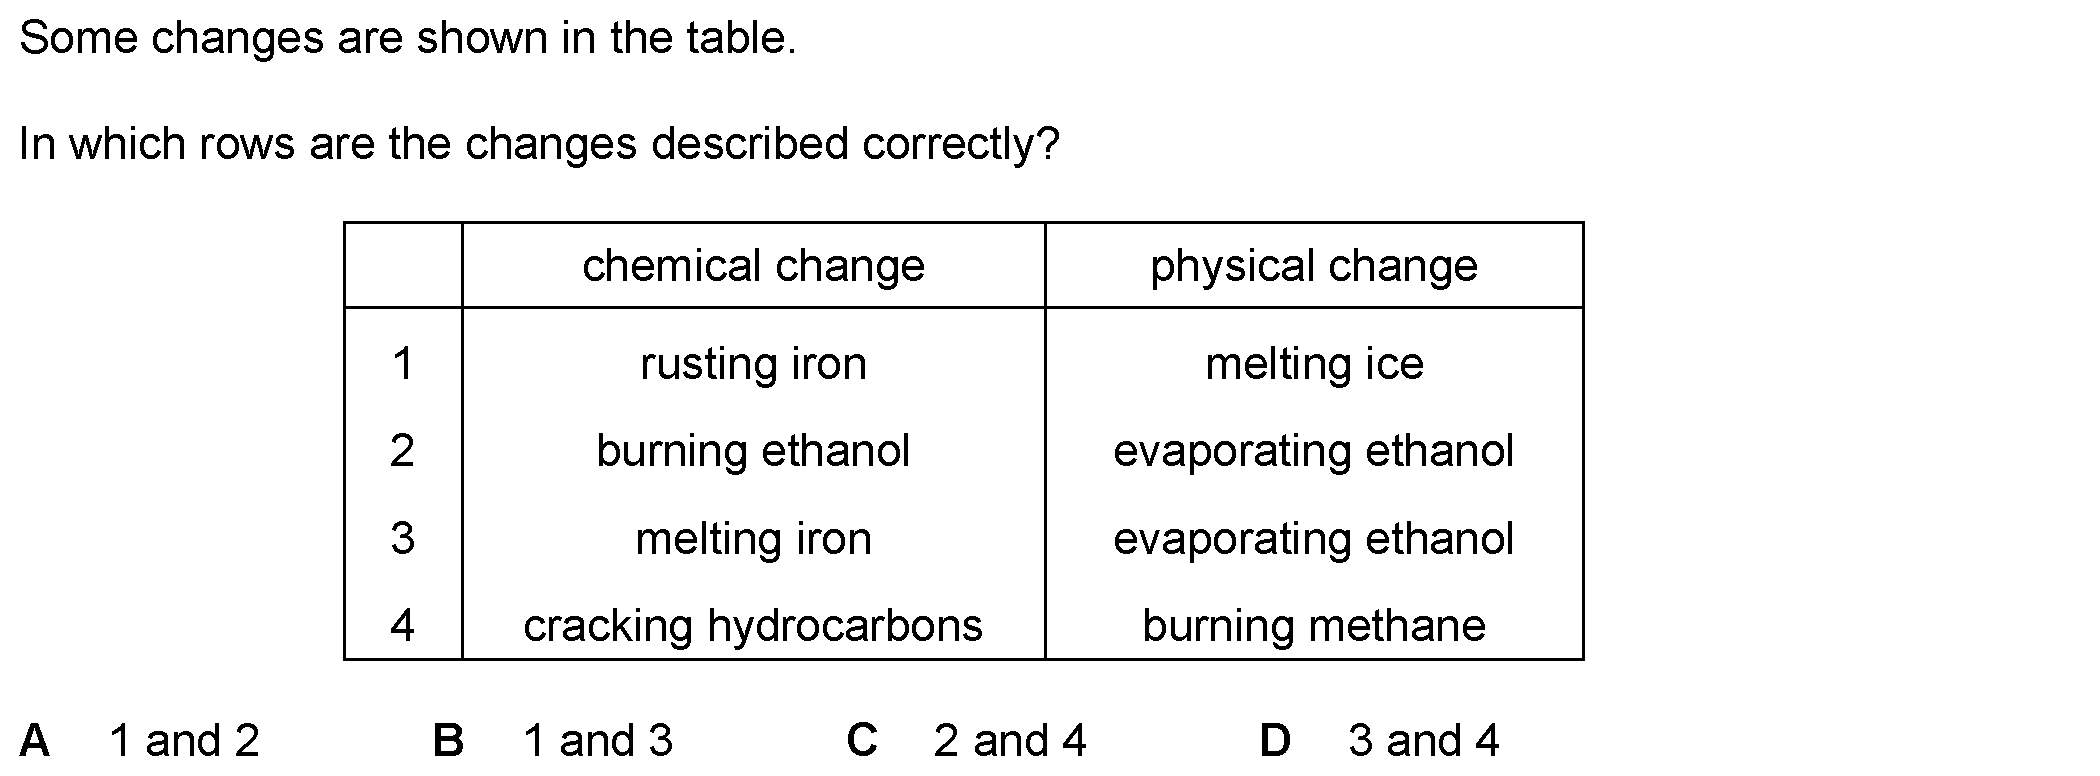 Some changes are shown in the table.
In which rows are the changes described correctly?
chemical change physical change
1 rusting iron melting ice
2 burning ethanol evaporating ethanol
3 melting iron evaporating ethanol
4 cracking hydrocarbons burning methane
A 1 and 2 B 1 and 3 C 2 and 4 D 3 and 4